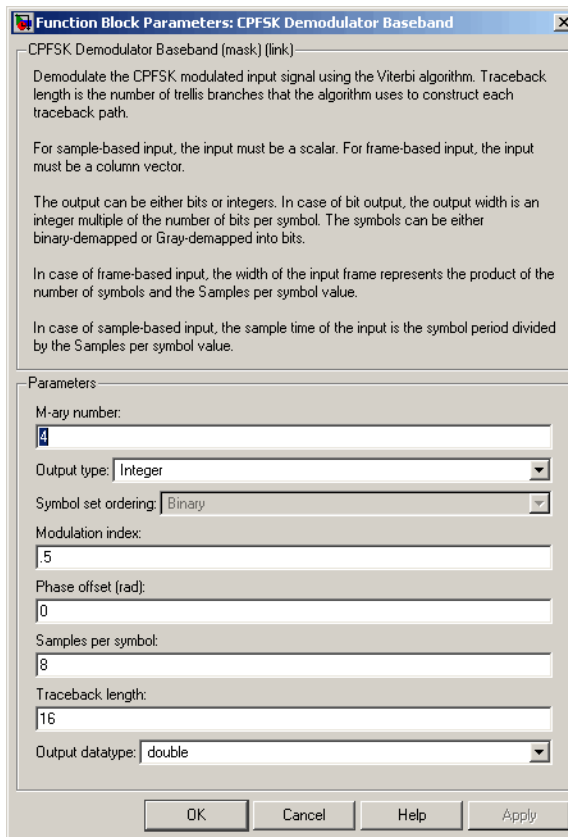 Function Block Parameters: CPFSK Demodulator Baseband
CPFSK Demodulator Baseband (mask) (link)
Demodulate the CPFSK modulated input signal using the Viterbi algorithm. Traceback
length is the number of trellis branches that the algorithm uses to construct each
traceback path.
For sample-based input, the input must be a scalar. For frame-based input, the input
must be a column vector.
The output can be either bits or integers. In case of bit output, the output width is an
integer multiple of the number of bits per symbol. The symbols can be either
binary-demapped or Gray-demapped into bits.
In case of frame-based input, the width of the input frame represents the product of the
number of symbols and the Samples per symbol value.
In case of sample-based input, the sample time of the input is the symbol period divided
by the Samples per symbol value.
Parameters
M-ary number:
4
Output type: Integer
Symbol set ordering: Binary
Modulation index:
.5
Phase offset (rad):
0
Samples per symbol:
8
Traceback length:
16
Output datatype: double
OK Cancel Help Apply